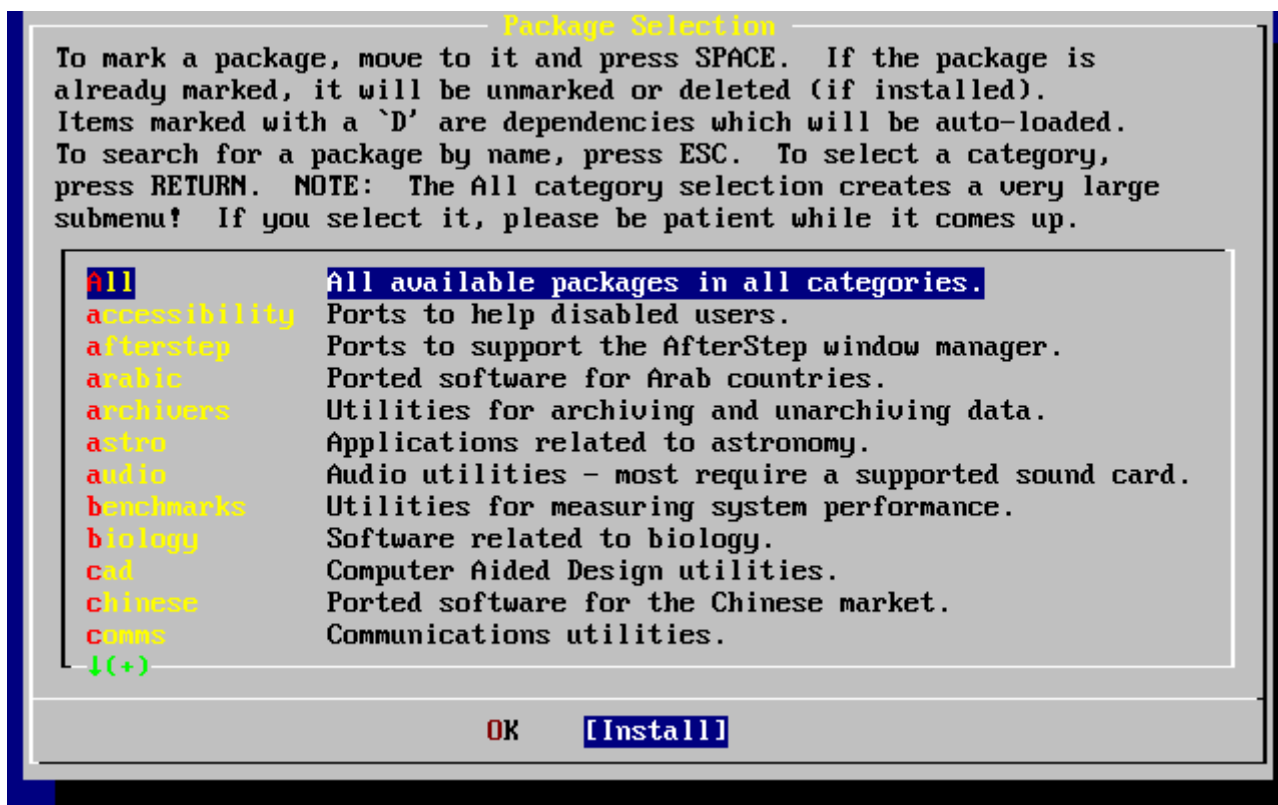 Package Selection
To mark a package, move to it and press SPACE.  If the package is
already marked, it will be unmarked or deleted (if installed).
Items marked with a `D' are dependencies which will be auto-loaded.
To search for a package by name, press ESC.  To select a category,
press RETURN.  NOTE:  The All category selection creates a very large
submenu!  If you select it, please be patient while it comes up.
All All available packages in all categories.
accessibility Ports to help disabled users.
afterstep Ports to support the AfterStep window manager.
arabic Ported software for Arab countries.
archivers Utilities for archiving and unarchiving data.
astro Applications related to astronomy.
audio Audio utilities - most require a supported sound card.
benchmarks Utilities for measuring system performance.
biology Software related to biology.
cad Computer Aided Design utilities.
chinese Ported software for the Chinese market.
comms Communications utilities.
↓(+)
OK [Install]